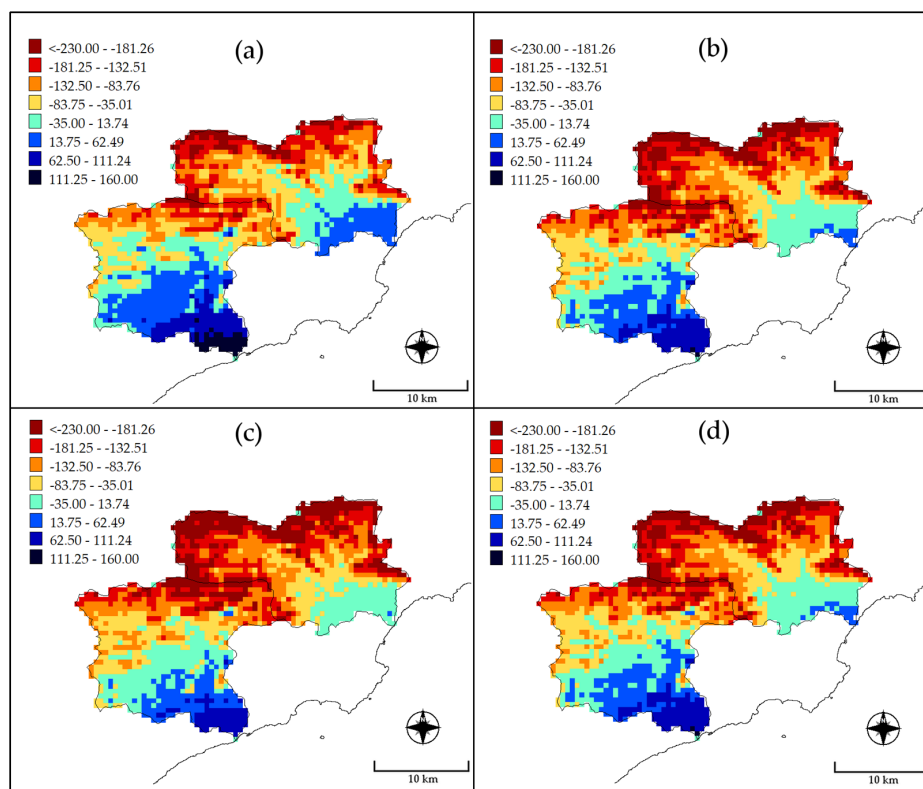 (a)
<-230.00 - -181.26
-181.25 - -132.51
-132.50 - -83.76
-83.75 - -35.01
-35.00 - 13.74
13.75 - 62.49
62.50 - 111.24
111.25 - 160.00
10 km
(b)
<-230.00 - -181.26
-181.25 - -132.51
-132.50 - -83.76
-83.75 - -35.01
-35.00 - 13.74
13.75 - 62.49
62.50 - 111.24
111.25 - 160.00
10 km
(c)
<-230.00 - -181.26
-181.25 - -132.51
-132.50 - -83.76
-83.75 - -35.01
-35.00 - 13.74
13.75 - 62.49
62.50 - 111.24
111.25 - 160.00
10 km
(d)
<-230.00 - -181.26
-181.25 - -132.51
-132.50 - -83.76
-83.75 - -35.01
-35.00 - 13.74
13.75 - 62.49
62.50 - 111.24
111.25 - 160.00
10 km